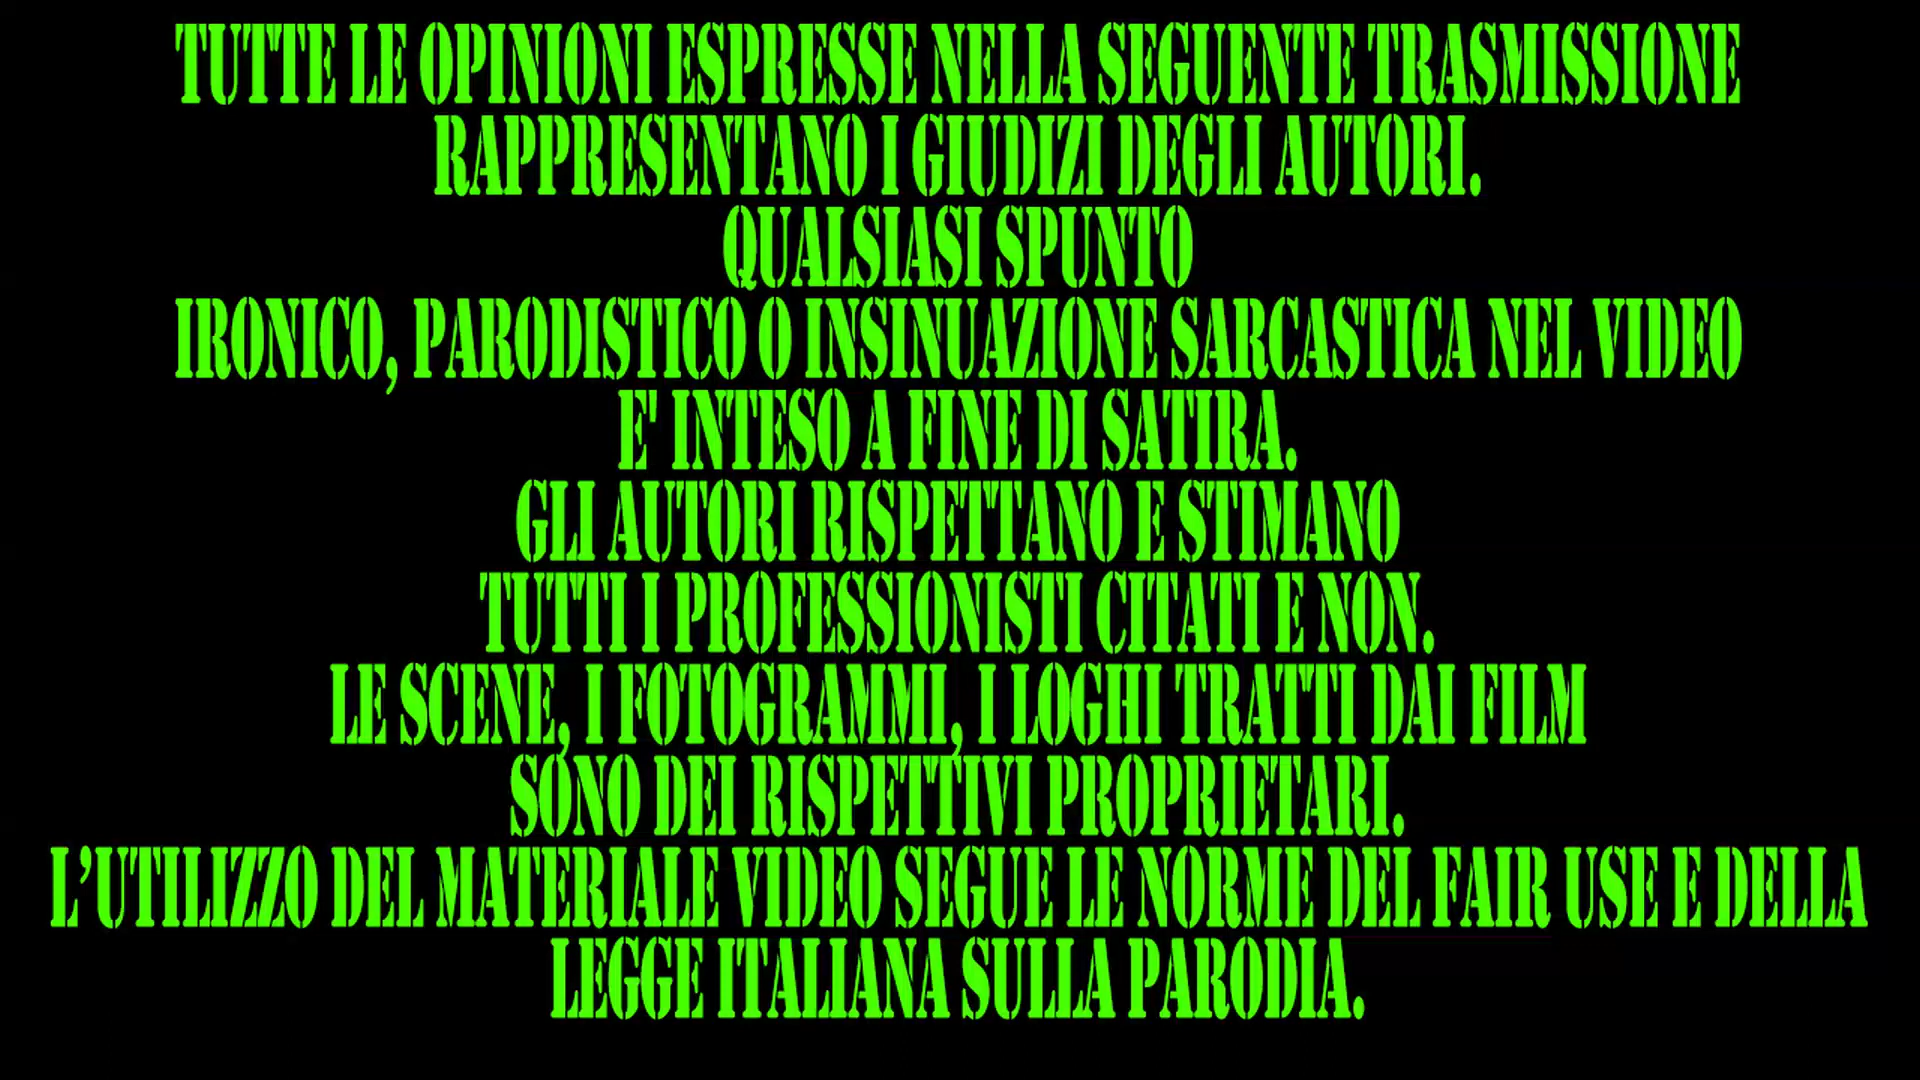 TUTTE LE OPINIONI ESPRESSE NELLA SEGUENTE TRASMISSIONE
RAPPRESENTANO I GIUDIZI DEGLI AUTORI.
QUALSIASI SPUNTO
IRONICO, PARODISTICO O INSINUAZIONE SARCASTICA NEL VIDEO
E' INTESO A FINE DI SATIRA.
GLI AUTORI RISPETTANO E STIMANO
TUTTI I PROFESSIONISTI CITATI E NON.
LE SCENE, I FOTOGRAMMI, I LOGHI TRATTI DAI FILM
SONO DEI RISPETTIVI PROPRIETARI.
L’UTILIZZO DEL MATERIALE VIDEO SEGUE LE NORME DEL FAIR USE E DELLA
LEGGE ITALIANA SULLA PARODIA.